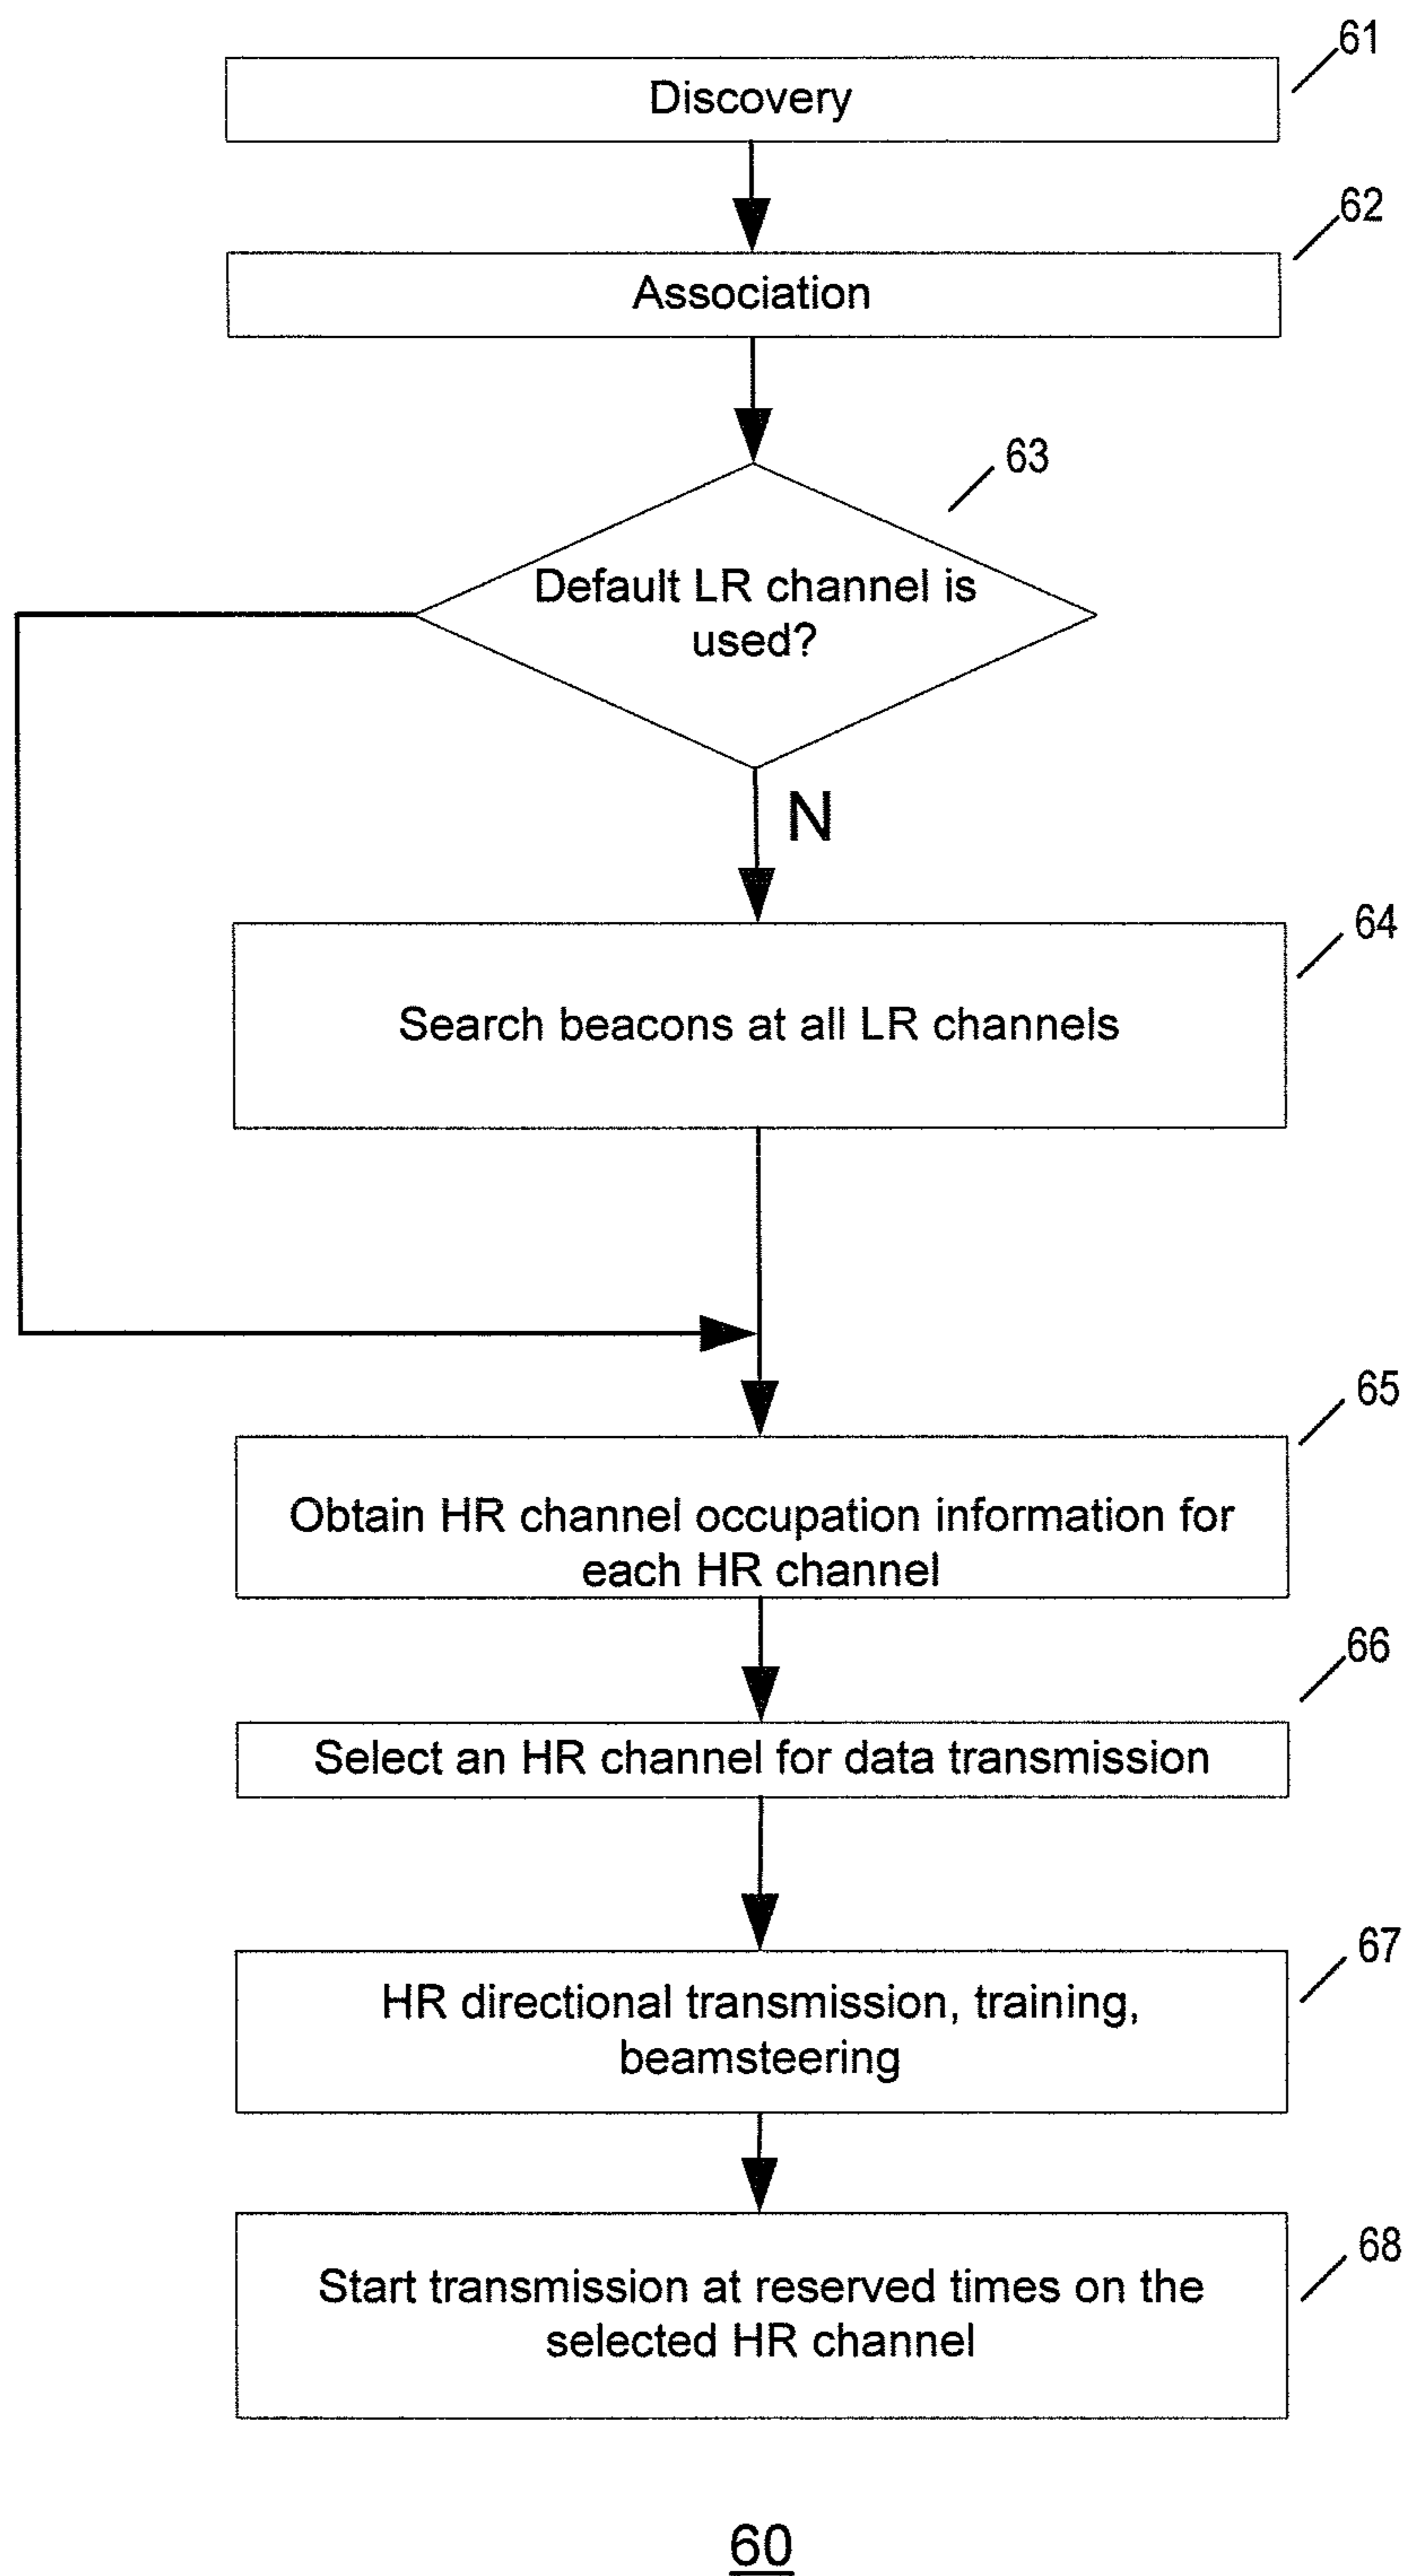 61
Discovery
62
Association
63
Default LR channel is
used?
N
64
Search beacons at all LR channels
65
Obtain HR channel occupation information for
each HR channel
66
Select an HR channel for data transmission
67
HR directional transmission, training,
beamsteering
68
Start transmission at reserved times on the
selected HR channel
60